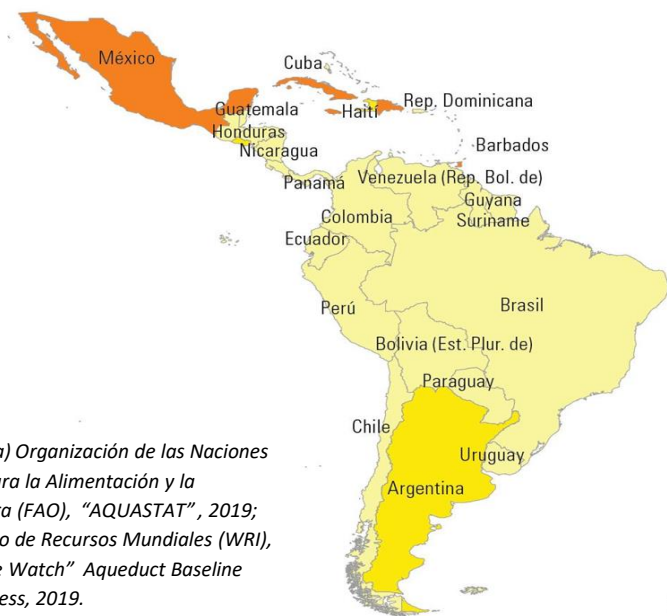 México
Cuba
Rep. Dominicana
Guatemala
Haití
Honduras
Barbados
Nicaragua
Panamá
Venezuela (Rep. Bol. de)
Guyana
Colombia
Suriname
Ecuador
Perú
Brasil
Bolivia (Est. Plur. de)
Paraguay
Chile
Uruguay
Argentina
a) Organización de las Naciones
ara la Alimentación y la
a (FAO), “AQUASTAT”, 2019;
o de Recursos Mundiales (WRI),
e Watch” Aqueduct Baseline
ess, 2019.